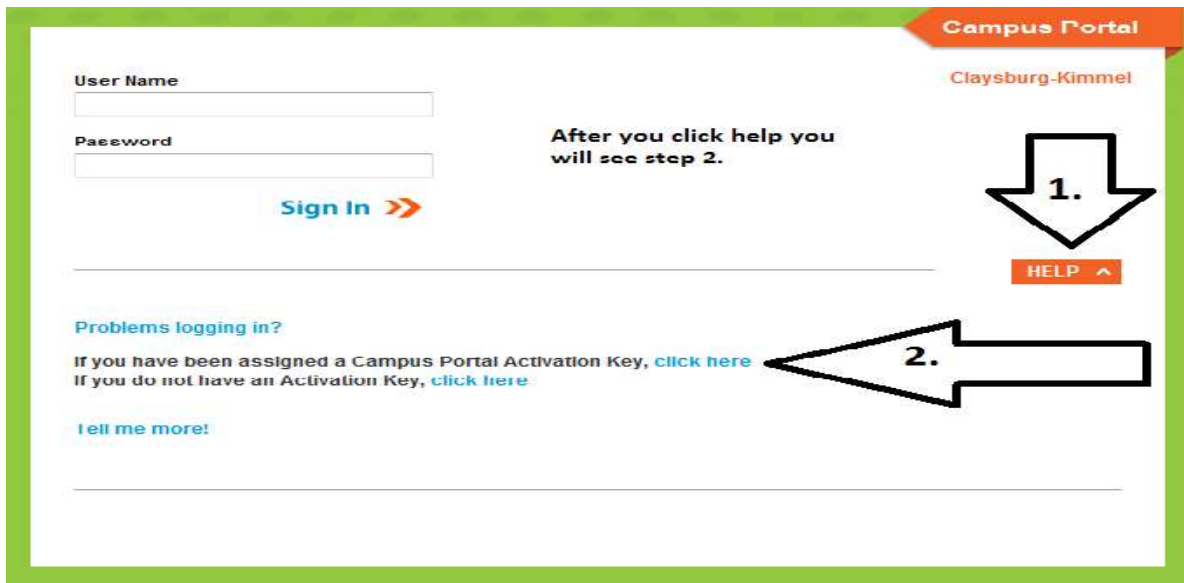 Campus Portal
Claysburg-Kimmel
User Name
Password
After you click help you
will see step 2.
Sign In
1.
HELP
Problems logging in?
If you have been assigned a Campus Portal Activation Key, click here
2.
If you do not have an Activation Key, click here
Tell me more!